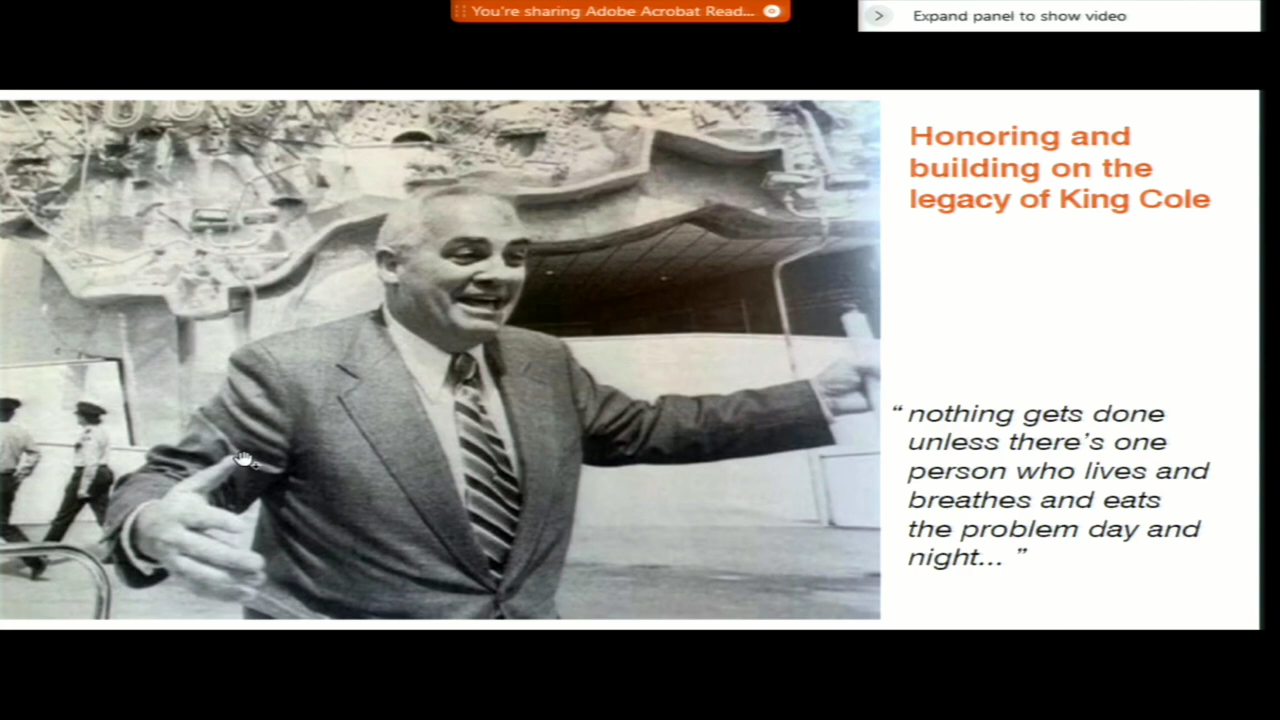 You're sharing Adobe Acrobat Read...
Expand panel to show video
Honoring and
building on the
legacy of King Cole
“ nothing gets done
unless there’s one
person who lives and
breathes and eats
the problem day and
night... ”